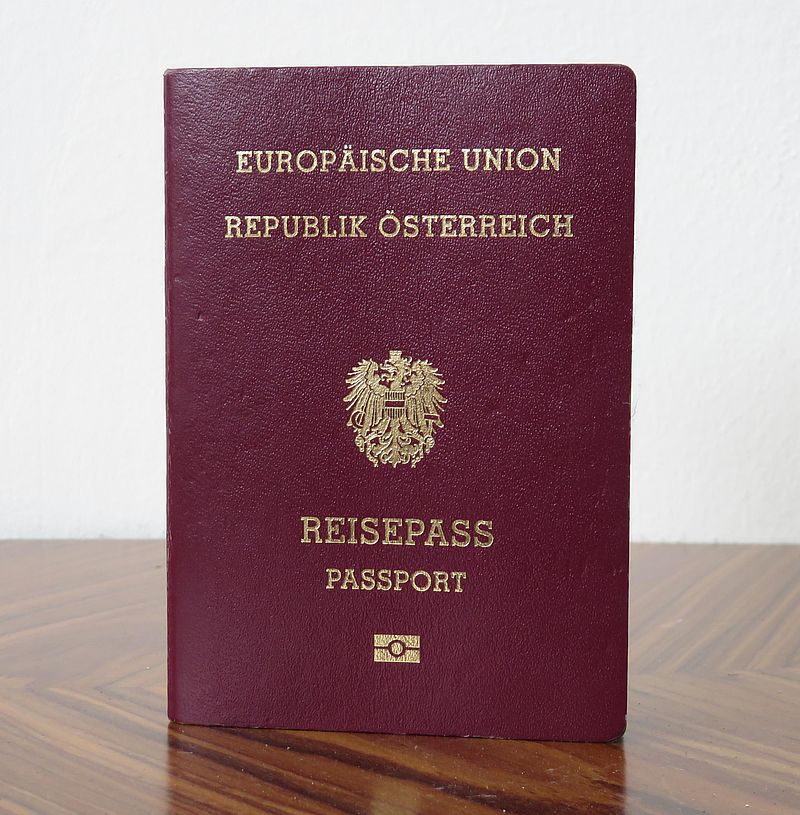 EUROPÄISCHE UNION
REPUBLIK ÖSTERREICH
REISEPASS
PASSPORT